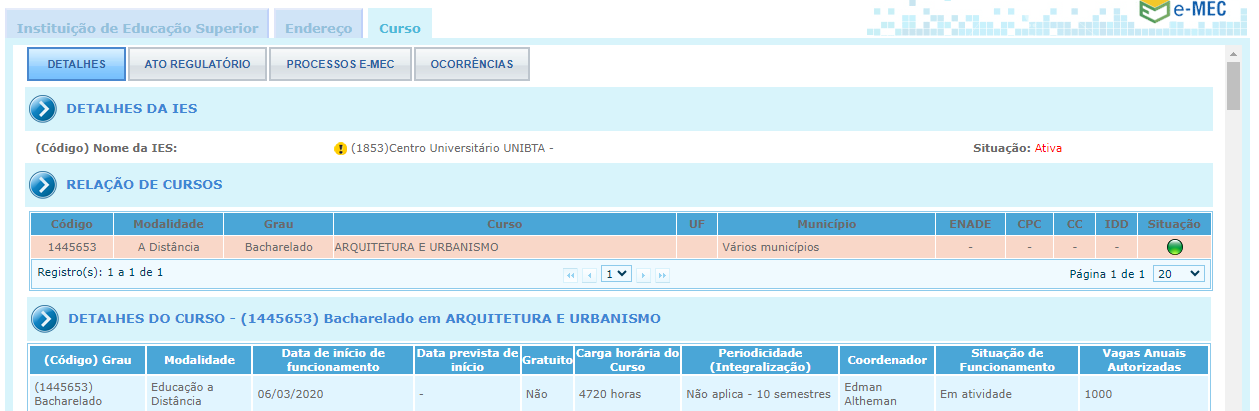 e-MEC
Instituição de Educação Superior Endereço Curso
DETALHES ATO REGULATÓRIO PROCESSOS E-MEC OCORRÊNCIAS
DETALHES DA IES
(Código) Nome da IES: (1853)Centro Universitário UNIBTA - Situação: Ativa
RELAÇÃO DE CURSOS
Código Modalidade Grau Curso UF Município ENADE CPC CC IDD Situação
1445653 A Distância Bacharelado ARQUITETURA E URBANISMO Vários municípios - - - -
Registro(s): 1 a 1 de 1 1 Página 1 de 1 20
DETALHES DO CURSO - (1445653) Bacharelado em ARQUITETURA E URBANISMO
(Código) Grau Modalidade Data de início de funcionamento Data prevista de início Gratuito Carga horária do Curso Periodicidade (Integralização) Coordenador Situação de Funcionamento Vagas Anuais Autorizadas
(1445653) Bacharelado Educação a Distância 06/03/2020 - Não 4720 horas Não aplica - 10 semestres Edman Altheman Em atividade 1000